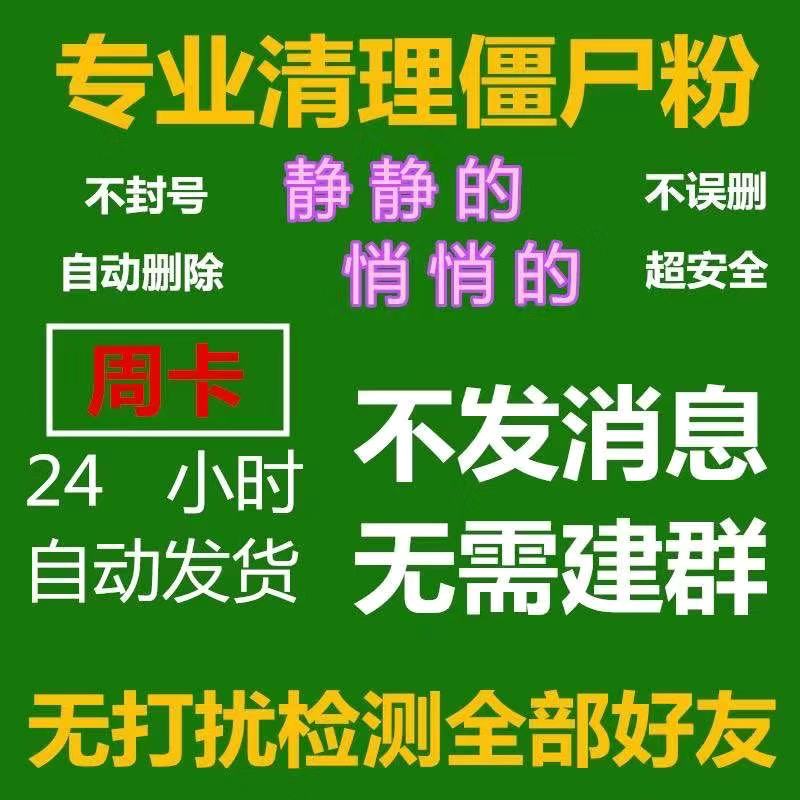 专业清理僵尸粉
不封号
静静的
不误删
自动删除
悄悄的
超安全
周卡
24 小时
自动发货
不发消息
无需建群
无打扰检测全部好友